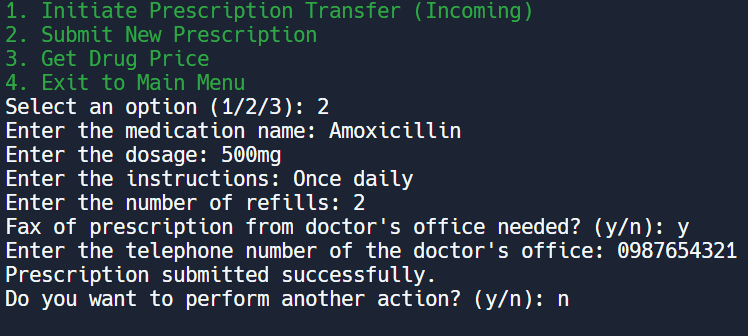 1. Initiate Prescription Transfer (Incoming)
2. Submit New Prescription
3. Get Drug Price
4. Exit to Main Menu
Select an option (1/2/3): 2
Enter the medication name: Amoxicillin
Enter the dosage: 500mg
Enter the instructions: Once daily
Enter the number of refills: 2
Fax of prescription from doctor's office needed? (y/n): y
Enter the telephone number of the doctor's office: 0987654321
Prescription submitted successfully.
Do you want to perform another action? (y/n): n